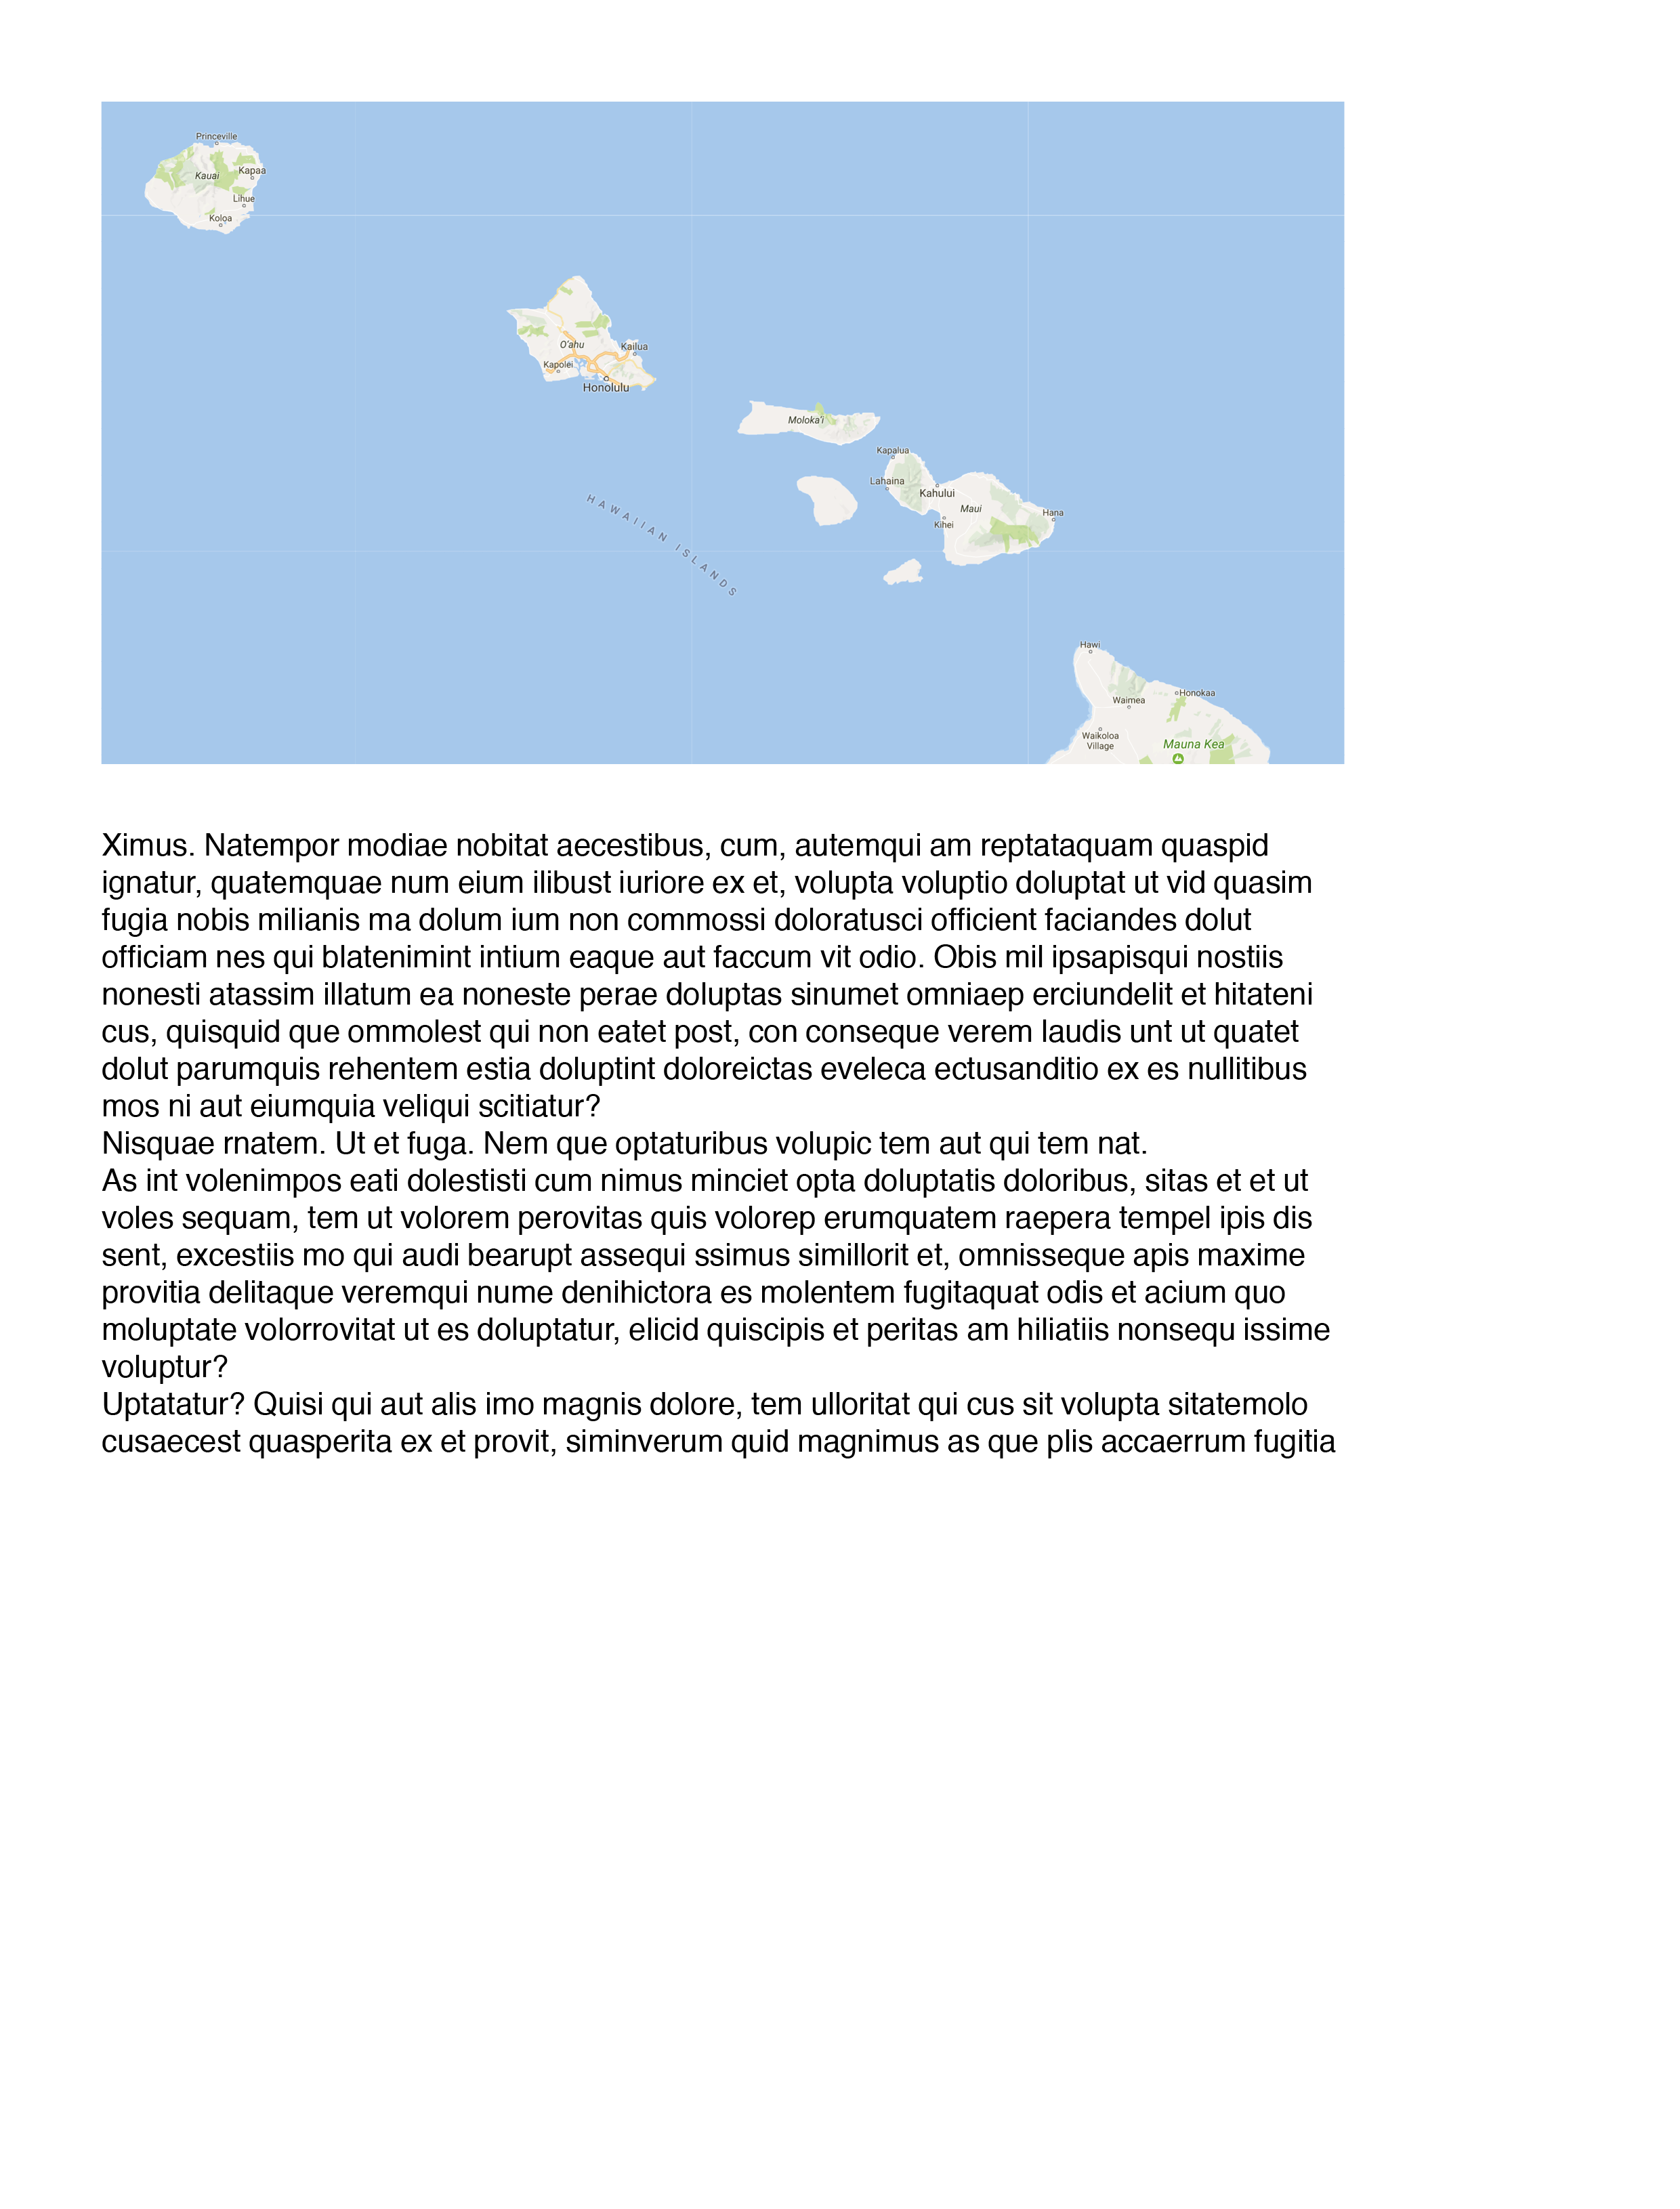 Princeville
Kauai
Kapaa
Lihue
Koloa
O'ahu
Kailua
Kapolei
Honolulu
Moloka'i
Kapalua
Lahaina
Kahului
Maui
Hana
Kihei
HAWAIIAN ISLANDS
Hawi
Honokaa
Waimea
Waikoloa
Village
Mauna Kea
Ximus. Natempor modiae nobitat aecestibus, cum, autemqui am reptataquam quaspid
ignatur, quatemquae num eium ilibust iuriore ex et, volupta voluptio doluptat ut vid quasim
fugia nobis milianis ma dolum ium non commossi doloratusci officient faciandes dolut
officiam nes qui blatenimint intium eaque aut faccum vit odio. Obis mil ipsapisqui nostiis
nonesti atassim illatum ea noneste perae doluptas sinumet omniaep erciundelit et hitateni
cus, quisquid que ommolest qui non eatet post, con conseque verem laudis unt ut quatet
dolut parumquis rehentem estia doluptint doloreictas eveleca ectusanditio ex es nullitibus
mos ni aut eiumquia veliqui scitiatur?
Nisquae rnatem. Ut et fuga. Nem que optaturibus volupic tem aut qui tem nat.
As int volenimpos eati dolestisti cum nimus minciet opta doluptatis doloribus, sitas et et ut
voles sequam, tem ut volorem perovitas quis volorep erumquatem raepera tempel ipis dis
sent, excestiis mo qui audi bearupt assequi ssimus simillorit et, omnisseque apis maxime
provitia delitaque veremqui nume denihictora es molentem fugitaquat odis et acium quo
moluptate volorrovitat ut es doluptatur, elicid quiscipis et peritas am hiliatiis nonsequ issime
voluptur?
Uptatatur? Quisi qui aut alis imo magnis dolore, tem ulloritat qui cus sit volupta sitatemolo
cusaecest quasperita ex et provit, siminverum quid magnimus as que plis accaerrum fugitia